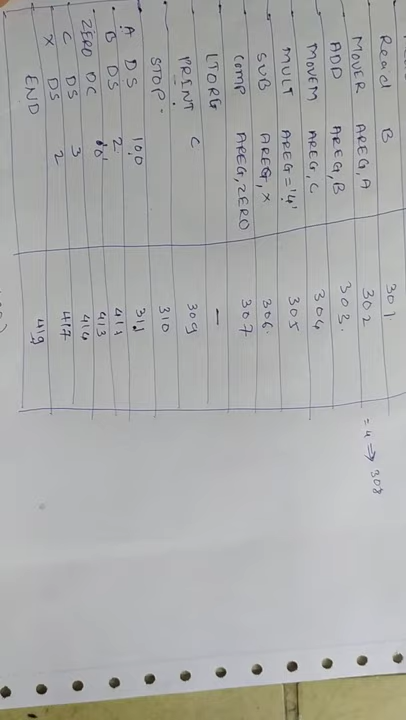 Read B 301
MOVER AREG,A 302
ADD AREG,B 303.
MOVEM AREG,C 304
MULT AREG='4' 305
SUB AREG,X 306.
COMP AREG,ZERO 307
LTORG —
PRINT C 309
STOP. 310
A DS 100 311
B DS 2 411
ZERO DC 413
C DS 3 414
X DS 2 417
END 419
=4 → 308